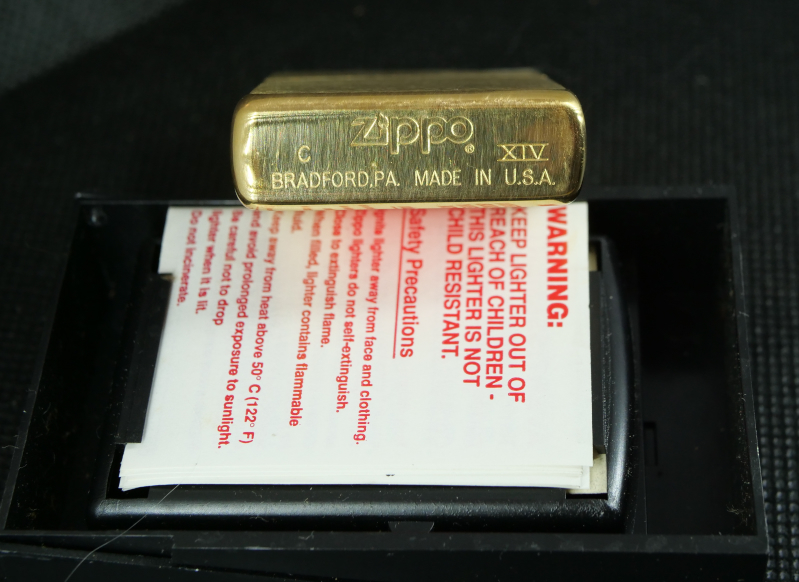 Zippo®
C XIV
BRADFORD,PA. MADE IN U.S.A.
WARNING:
KEEP LIGHTER OUT OF
REACH OF CHILDREN -
THIS LIGHTER IS NOT
CHILD RESISTANT.
Safety Precautions
lighter away from face and clothing.
Zippo lighters do not self-extinguish.
to extinguish flame.
filled, lighter contains flammable
away from heat above 50° C (122° F)
and avoid prolonged exposure to sunlight.
Be careful not to drop
lighter when it is lit.
Do not incinerate.